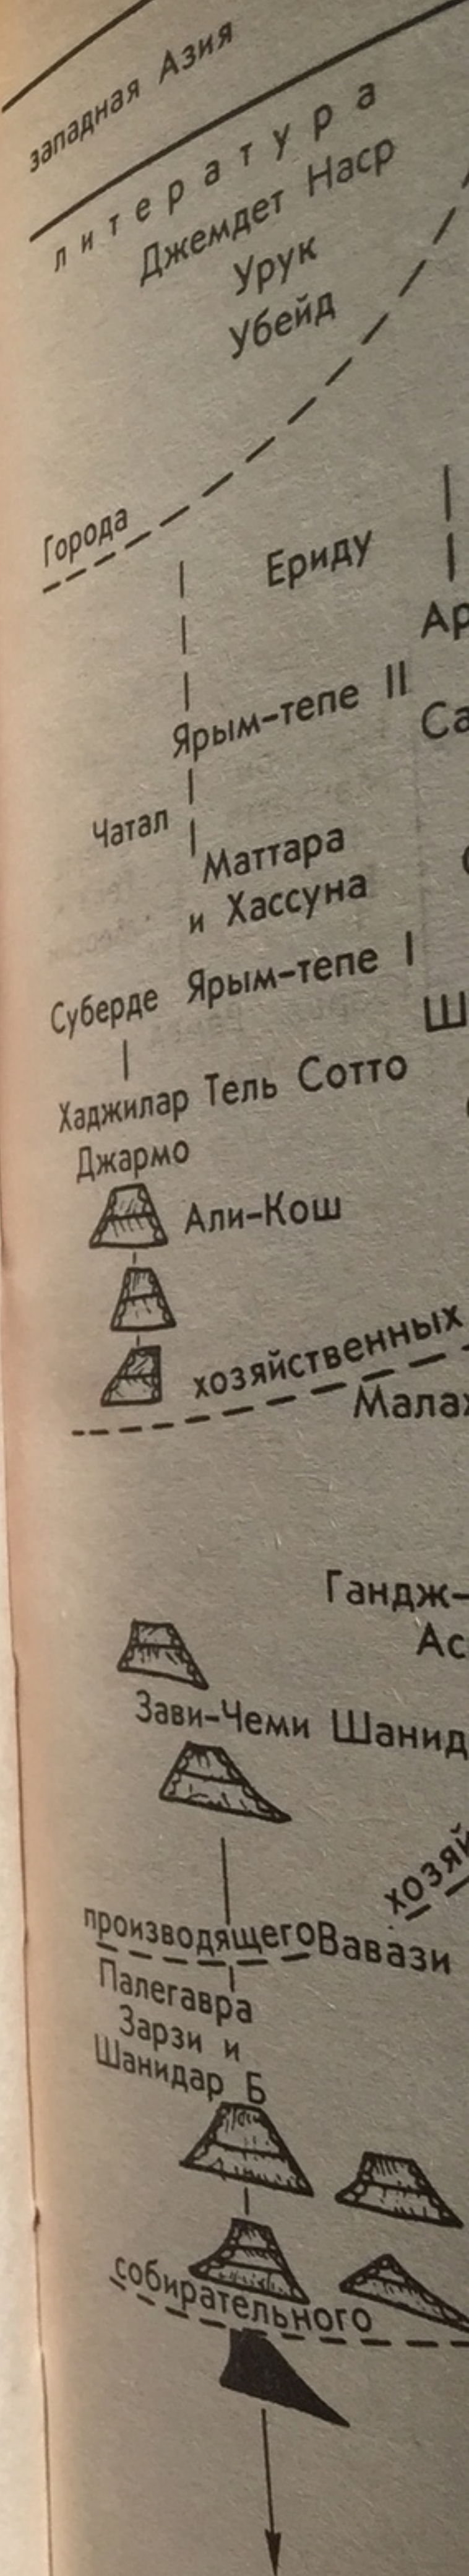 западная Азия
литература
Джемдет Наср
Урук
Убейд
Города
Ериду
Ар
Ярым-тепе II
Са
Чатал
Маттара
и Хассуна
Суберде Ярым-тепе I
Ш
Хаджилар Тель Сотто
Джармо
Али-Кош
хозяйственных
Мала
Гандж-
Ас
Зави-Чеми Шанид
хозяй
производящего Вавази
Палегавра
Зарзи и
Шанидар Б
собирательного